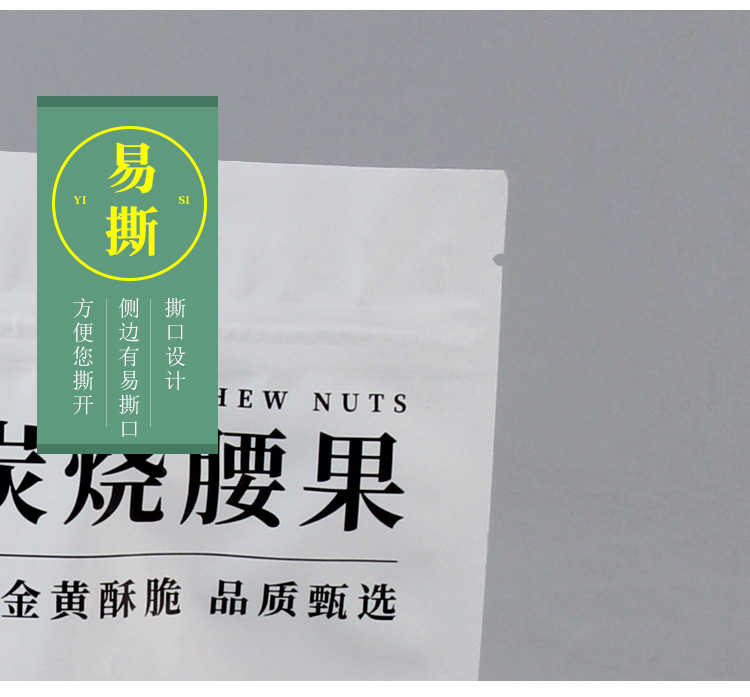 易
YI SI
撕
撕口设计
侧边有易撕口
方便您撕开
HEW NUTS
炭烧腰果
金黄酥脆 品质甄选